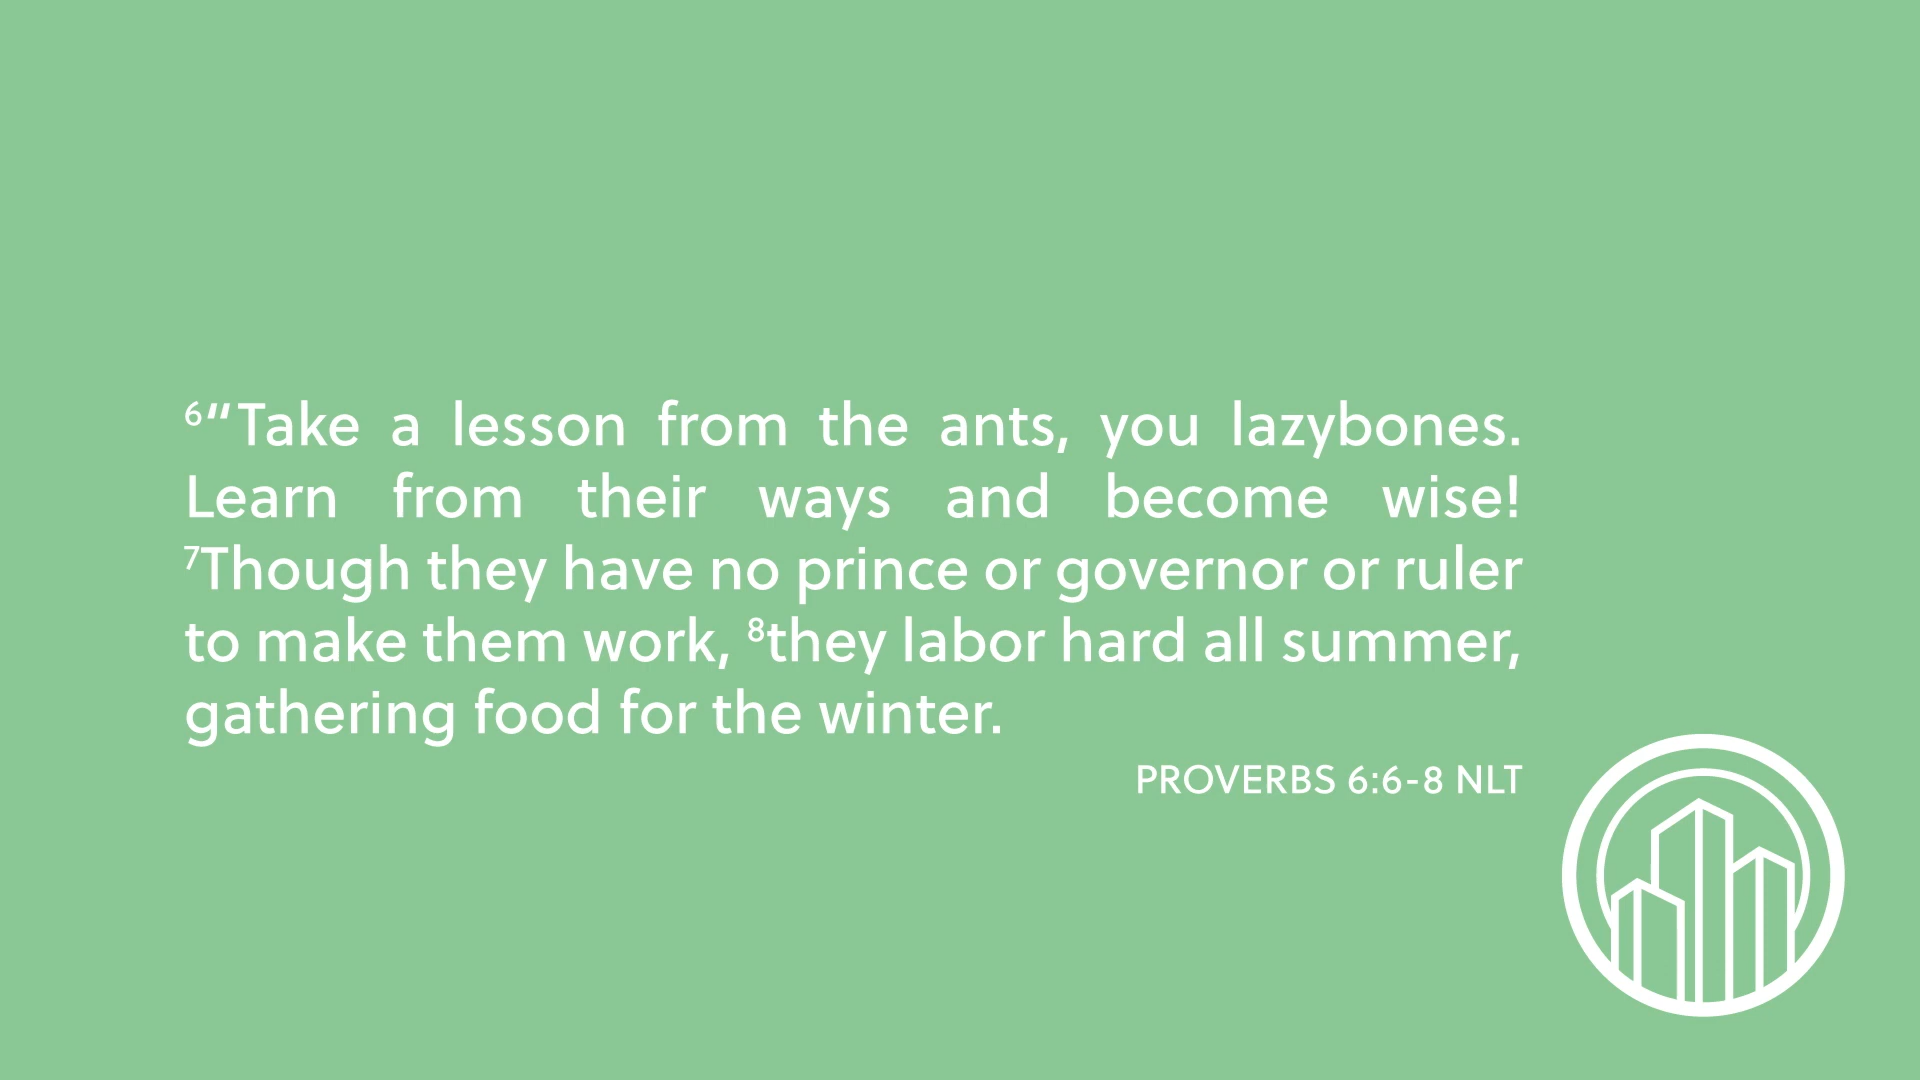 ⁶“Take a lesson from the ants, you lazybones.
Learn from their ways and become wise!
⁷Though they have no prince or governor or ruler
to make them work, ⁸they labor hard all summer,
gathering food for the winter.
PROVERBS 6:6-8 NLT